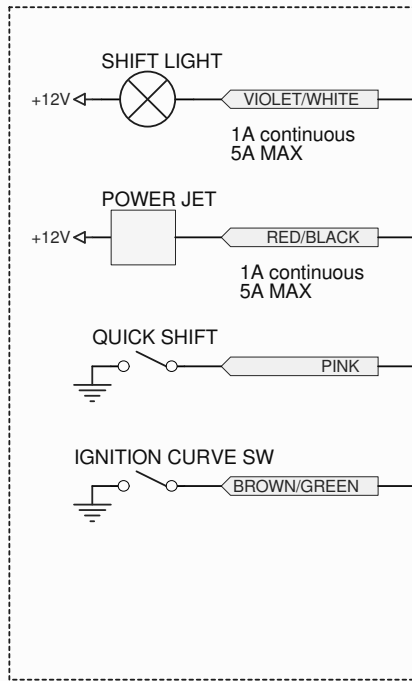 SHIFT LIGHT
+12V
VIOLET/WHITE
1A continuous
5A MAX
POWER JET
+12V
RED/BLACK
1A continuous
5A MAX
QUICK SHIFT
PINK
IGNITION CURVE SW
BROWN/GREEN